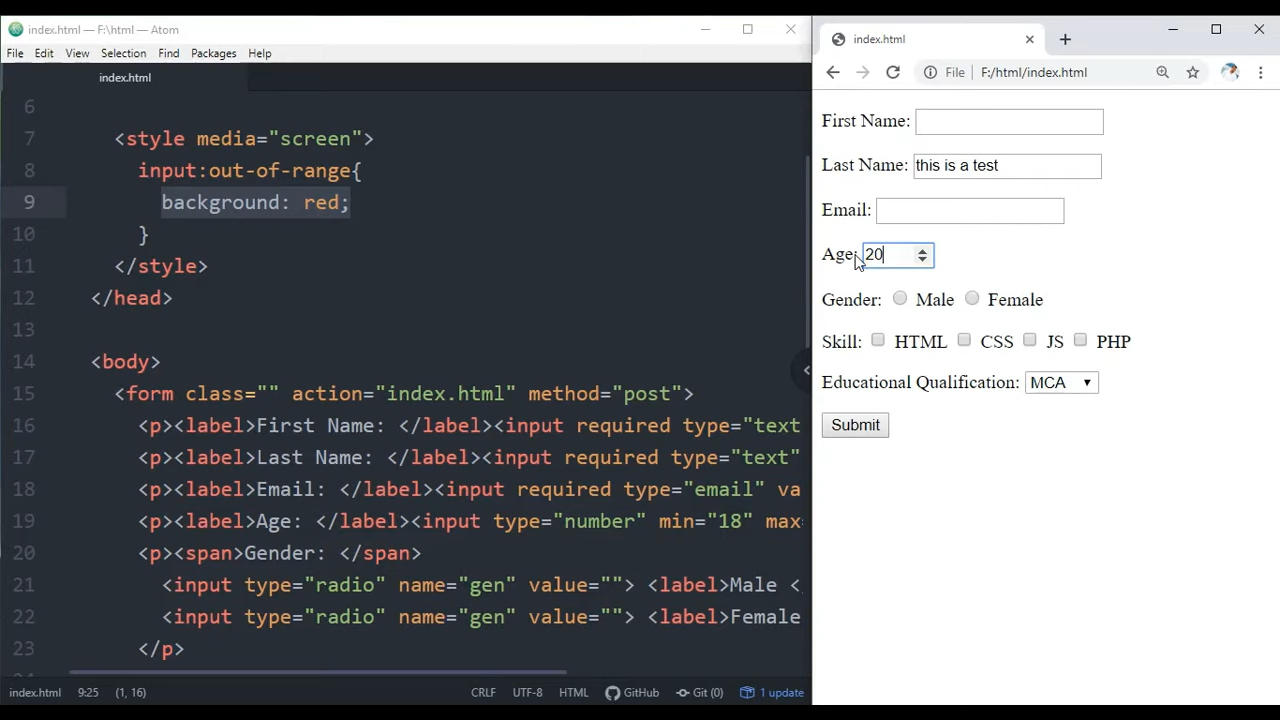 index.html — F:\html — Atom
File Edit View Selection Find Packages Help
index.html
6
7 <style media="screen">
8 input:out-of-range{
9 background: red;
10 }
11 </style>
12 </head>
13
14 <body>
15 <form class="" action="index.html" method="post">
16 <p><label>First Name: </label><input required type="text
17 <p><label>Last Name: </label><input required type="text"
18 <p><label>Email: </label><input required type="email" va
19 <p><label>Age: </label><input type="number" min="18" max
20 <p><span>Gender: </span>
21 <input type="radio" name="gen" value=""> <label>Male <
22 <input type="radio" name="gen" value=""> <label>Female
23 </p>
index.html 9:25 (1, 16) CRLF UTF-8 HTML GitHub Git (0) 1 update
index.html
File F:/html/index.html
First Name:
Last Name: this is a test
Email:
Age: 20
Gender: Male Female
Skill: HTML CSS JS PHP
Educational Qualification: MCA
Submit